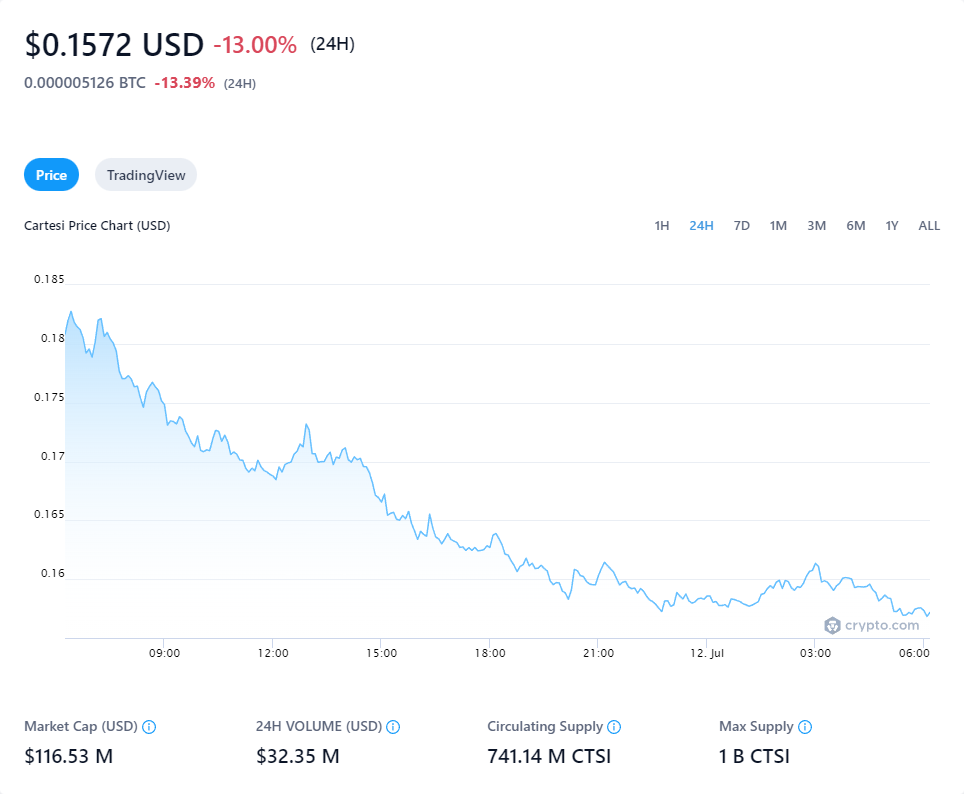 $0.1572 USD -13.00% (24H)
0.000005126 BTC -13.39% (24H)
Price TradingView
Cartesi Price Chart (USD) 1H 24H 7D 1M 3M 6M 1Y ALL
0.185
0.18
0.175
0.17
0.165
0.16
crypto.com
09:00 12:00 15:00 18:00 21:00 12. Jul 03:00 06:00
Market Cap (USD) 24H VOLUME (USD) Circulating Supply Max Supply
$116.53 M $32.35 M 741.14 M CTSI 1 B CTSI